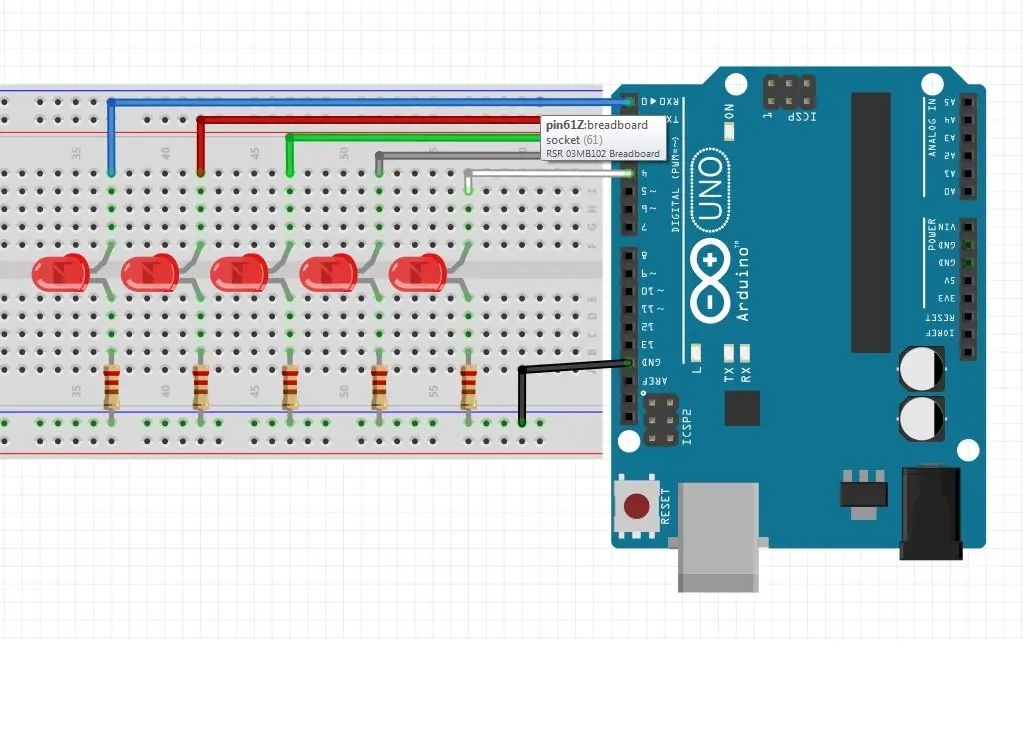 ON
ICSP
1
RX◄0
TX
pin61Z:breadboard
socket (61)
RSR 03MB102 Breadboard
35
40
45
50
55
I
H
G
F
4
~ 5
~ 6
7
DIGITAL (PWM=~)
UNO
Arduino™
ANALOG IN
A5
A4
A3
A2
A1
A0
POWER
VIN
GND
GND
5V
3V3
RESET
IOREF
8
~ 9
~ 10
~ 11
12
13
GND
AREF
E
D
C
B
A
L
TX
RX
35
40
45
50
55
ICSP2
RESET